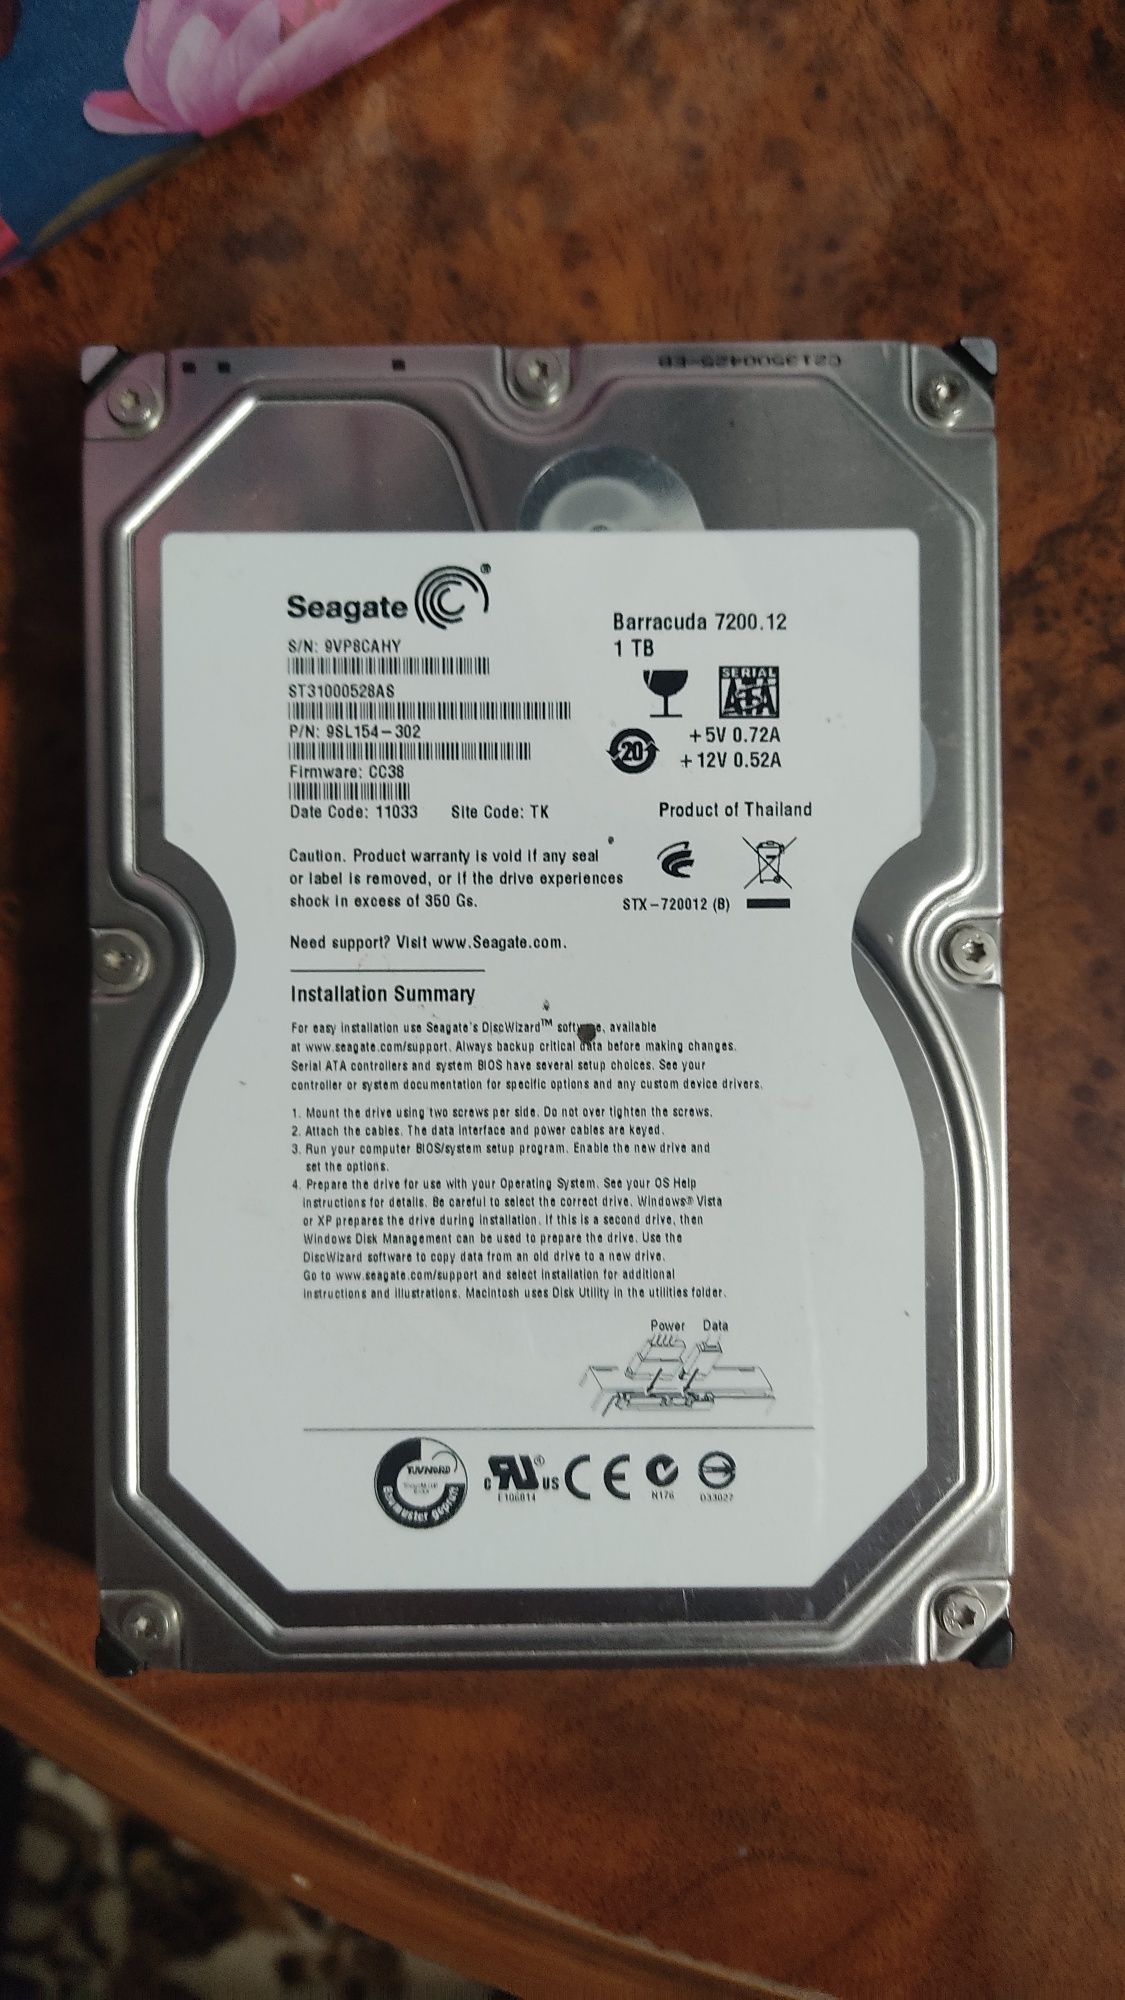 C213500425-EB
Seagate®
S/N: 9VP8CAHY
ST31000528AS
P/N: 9SL154-302
Firmware: CC38
Date Code: 11033 Site Code: TK
Barracuda 7200.12
1 TB
SERIAL
ATA
+5V 0.72A
20
+12V 0.52A
Product of Thailand
Caution. Product warranty is void if any seal
or label is removed, or if the drive experiences
shock in excess of 350 Gs.
STX-720012 (B)
Need support? Visit www.Seagate.com.
Installation Summary
For easy installation use Seagate's DiscWizard™ software, available
at www.seagate.com/support. Always backup critical data before making changes.
Serial ATA controllers and system BIOS have several setup choices. See your
controller or system documentation for specific options and any custom device drivers.
1. Mount the drive using two screws per side. Do not over tighten the screws.
2. Attach the cables. The data interface and power cables are keyed.
3. Run your computer BIOS/system setup program. Enable the new drive and
set the options.
4. Prepare the drive for use with your Operating System. See your OS Help
instructions for details. Be careful to select the correct drive. Windows® Vista
or XP prepares the drive during installation. If this is a second drive, then
Windows Disk Management can be used to prepare the drive. Use the
DiscWizard software to copy data from an old drive to a new drive.
Go to www.seagate.com/support and select installation for additional
instructions and illustrations. Macintosh uses Disk Utility in the utilities folder.
Power Data
TUV NORD
Baumuster geprüft
c RU® US
E106814
CE
N176
D33027